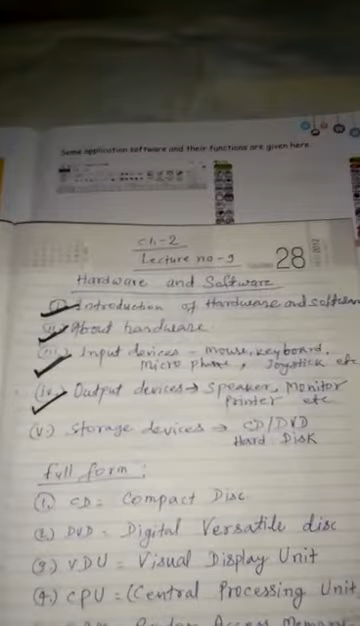 Some application software and their functions are given here.
Ch-2
Lecture no-9
28
Hardware and Software
(i) Introduction of Hardware and software
(ii) About hardware
(iii) Input devices - mouse, keyboard,
micro phone, Joystick etc
(iv) Output devices → Speaker, Monitor
Printer etc
(v) Storage devices → CD/DVD
Hard Disk
full form:
(1) CD = Compact Disc
(2) DVD = Digital Versatile disc
(3) VDU = Visual Display Unit
(4) CPU = (Central Processing Unit
Random Access Memory